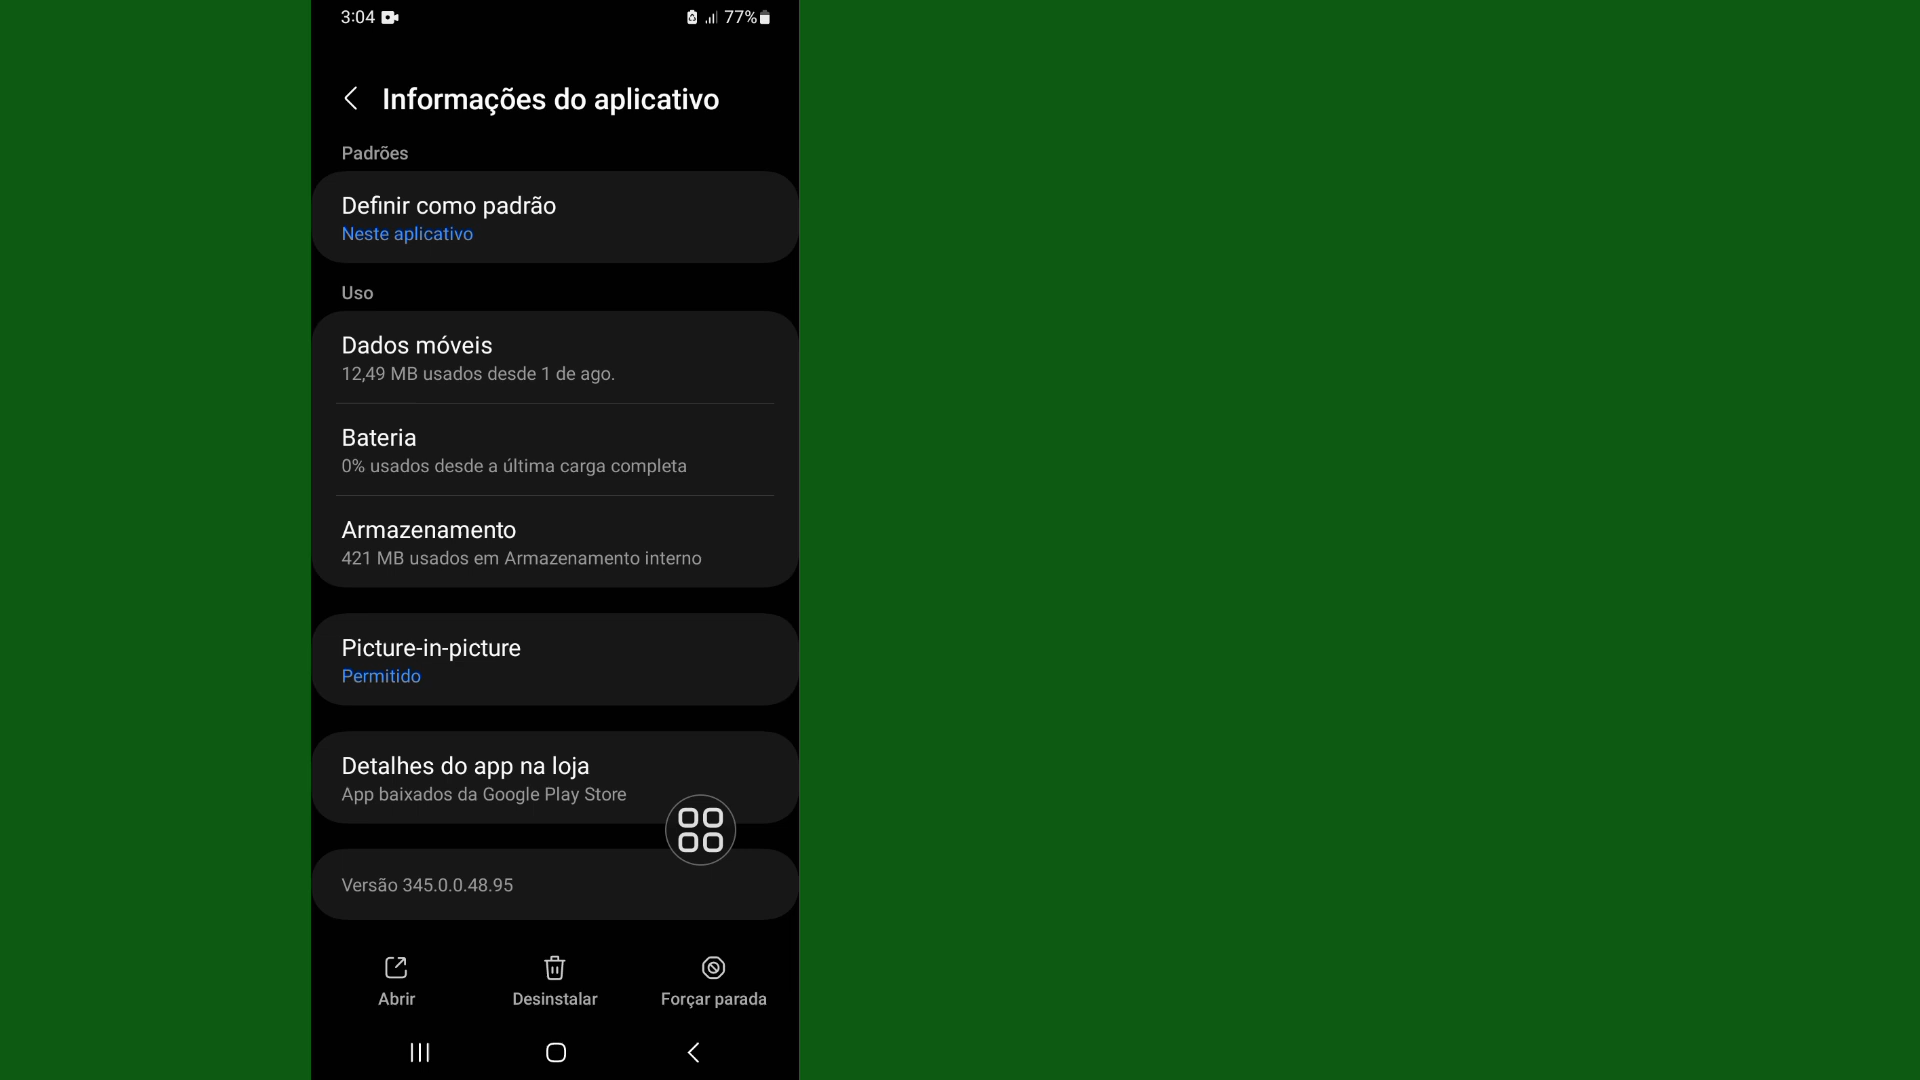 3:04 77%
Informações do aplicativo
Padrões
Definir como padrão
Neste aplicativo
Uso
Dados móveis
12,49 MB usados desde 1 de ago.
Bateria
0% usados desde a última carga completa
Armazenamento
421 MB usados em Armazenamento interno
Picture-in-picture
Permitido
Detalhes do app na loja
App baixados da Google Play Store
Versão 345.0.0.48.95
Abrir Desinstalar Forçar parada